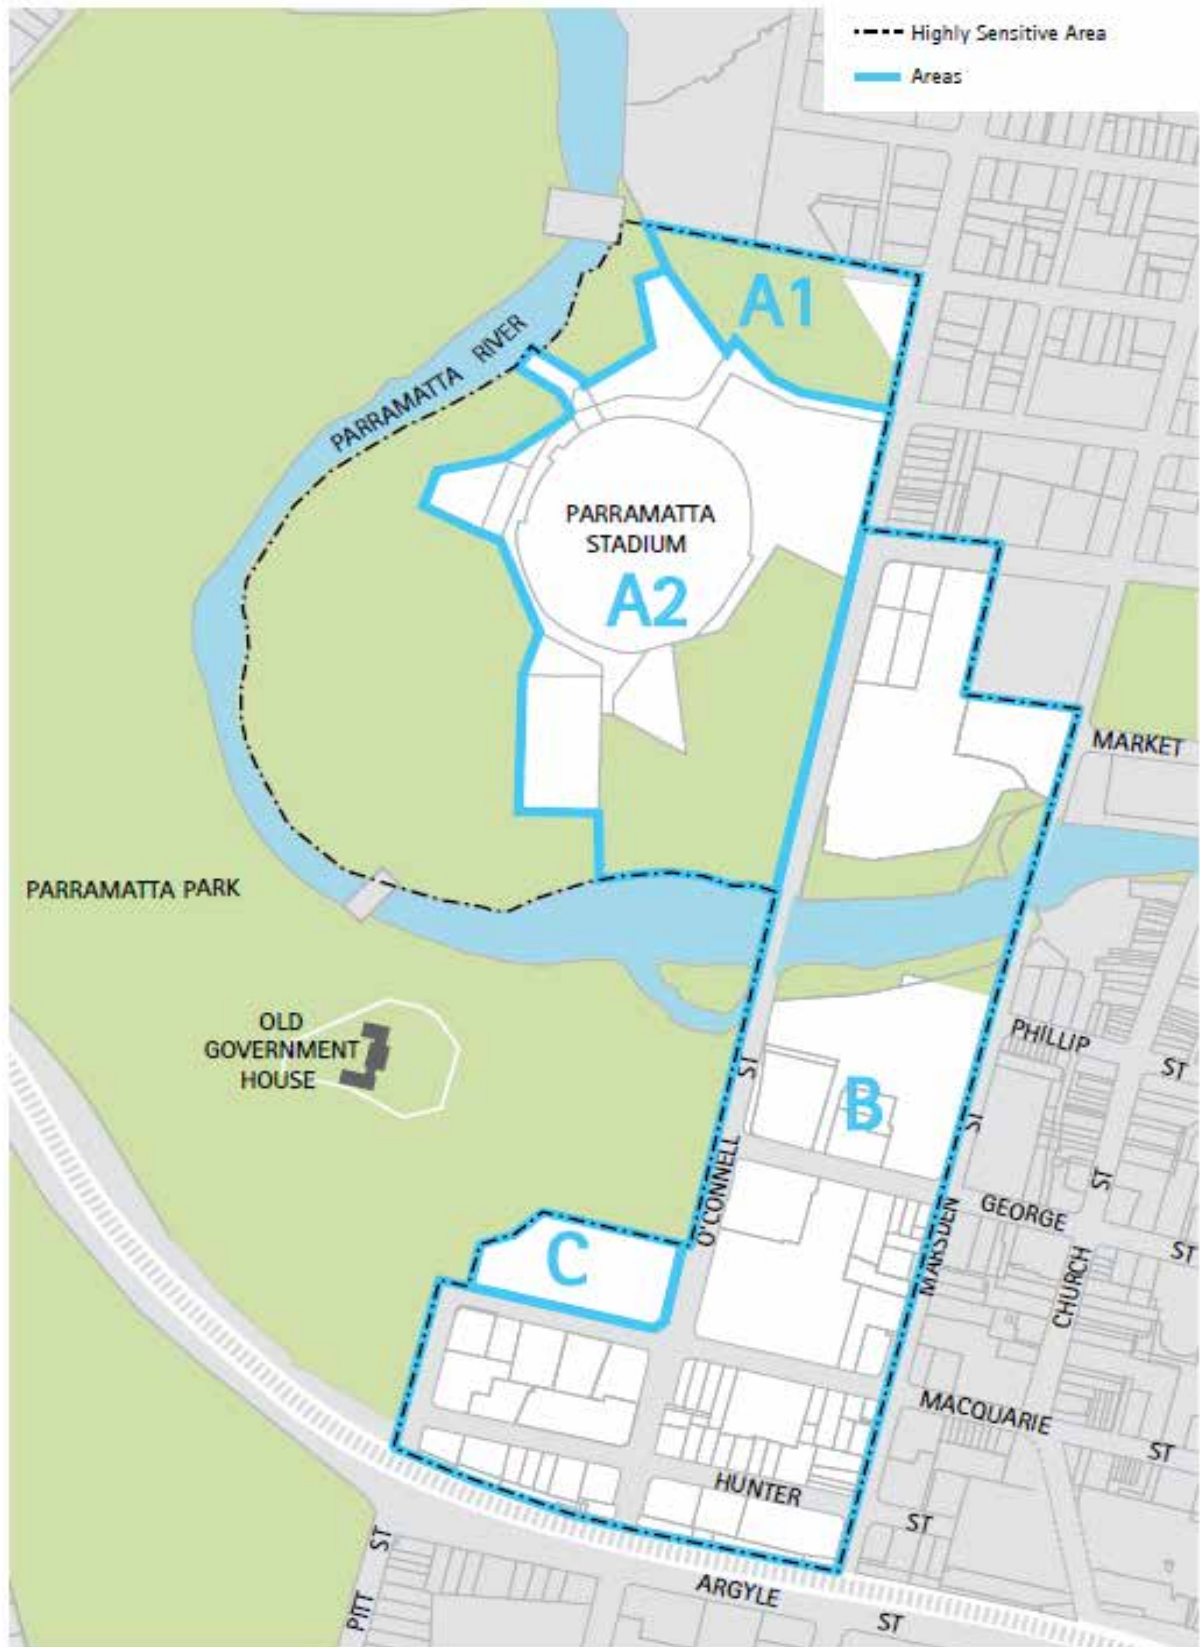 Highly Sensitive Area
Areas
A1
PARRAMATTA RIVER
PARRAMATTA
STADIUM
A2
MARKET
PARRAMATTA PARK
OLD
GOVERNMENT
HOUSE
PHILLIP
ST
B
ST
O'CONNELL
ST
MARSDEN
GEORGE
ST
ST
CHURCH
C
MACQUARIE
ST
HUNTER
ST
ARGYLE
ST
ST
PITT